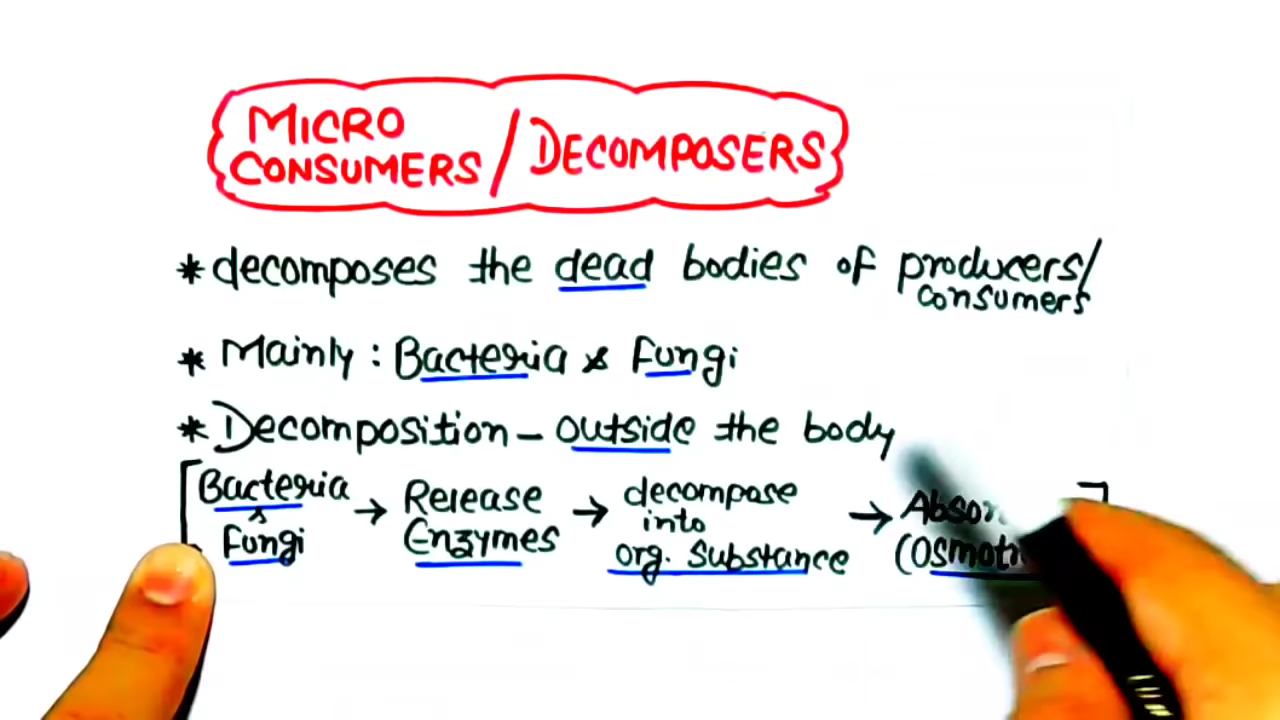 MICRO
CONSUMERS / DECOMPOSERS
* decomposes the dead bodies of producers/
consumers
* Mainly : Bacteria & Fungi
* Decomposition - outside the body
[Bacteria & Fungi → Release Enzymes → decompose into org. substance →